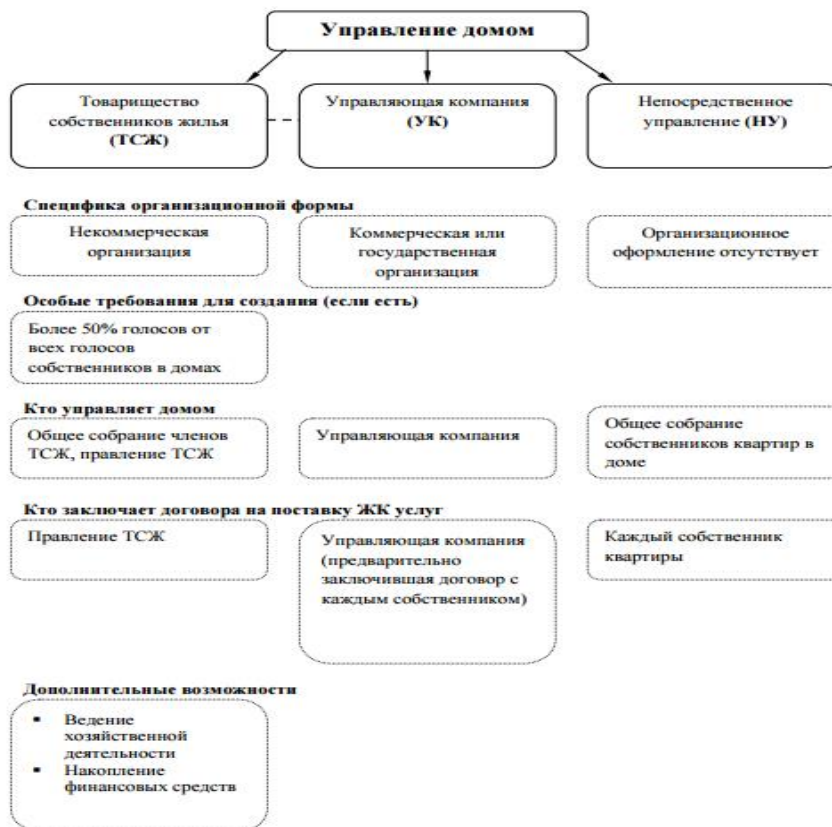 Управление домом
Товарищество
собственников жилья
(ТСЖ)
Управляющая компания
(УК)
Непосредственное
управление (НУ)
Специфика организационной формы
Некоммерческая
организация
Коммерческая или
государственная
организация
Организационное
оформление отсутствует
Особые требования для создания (если есть)
Более 50% голосов от
всех голосов
собственников в домах
Кто управляет домом
Общее собрание членов
ТСЖ, правление ТСЖ
Управляющая компания
Общее собрание
собственников квартир в
доме
Кто заключает договора на поставку ЖК услуг
Правление ТСЖ
Управляющая компания
(предварительно
заключившая договор с
каждым собственником)
Каждый собственник
квартиры
Дополнительные возможности
▪ Ведение
хозяйственной
деятельности
▪ Накопление
финансовых средств